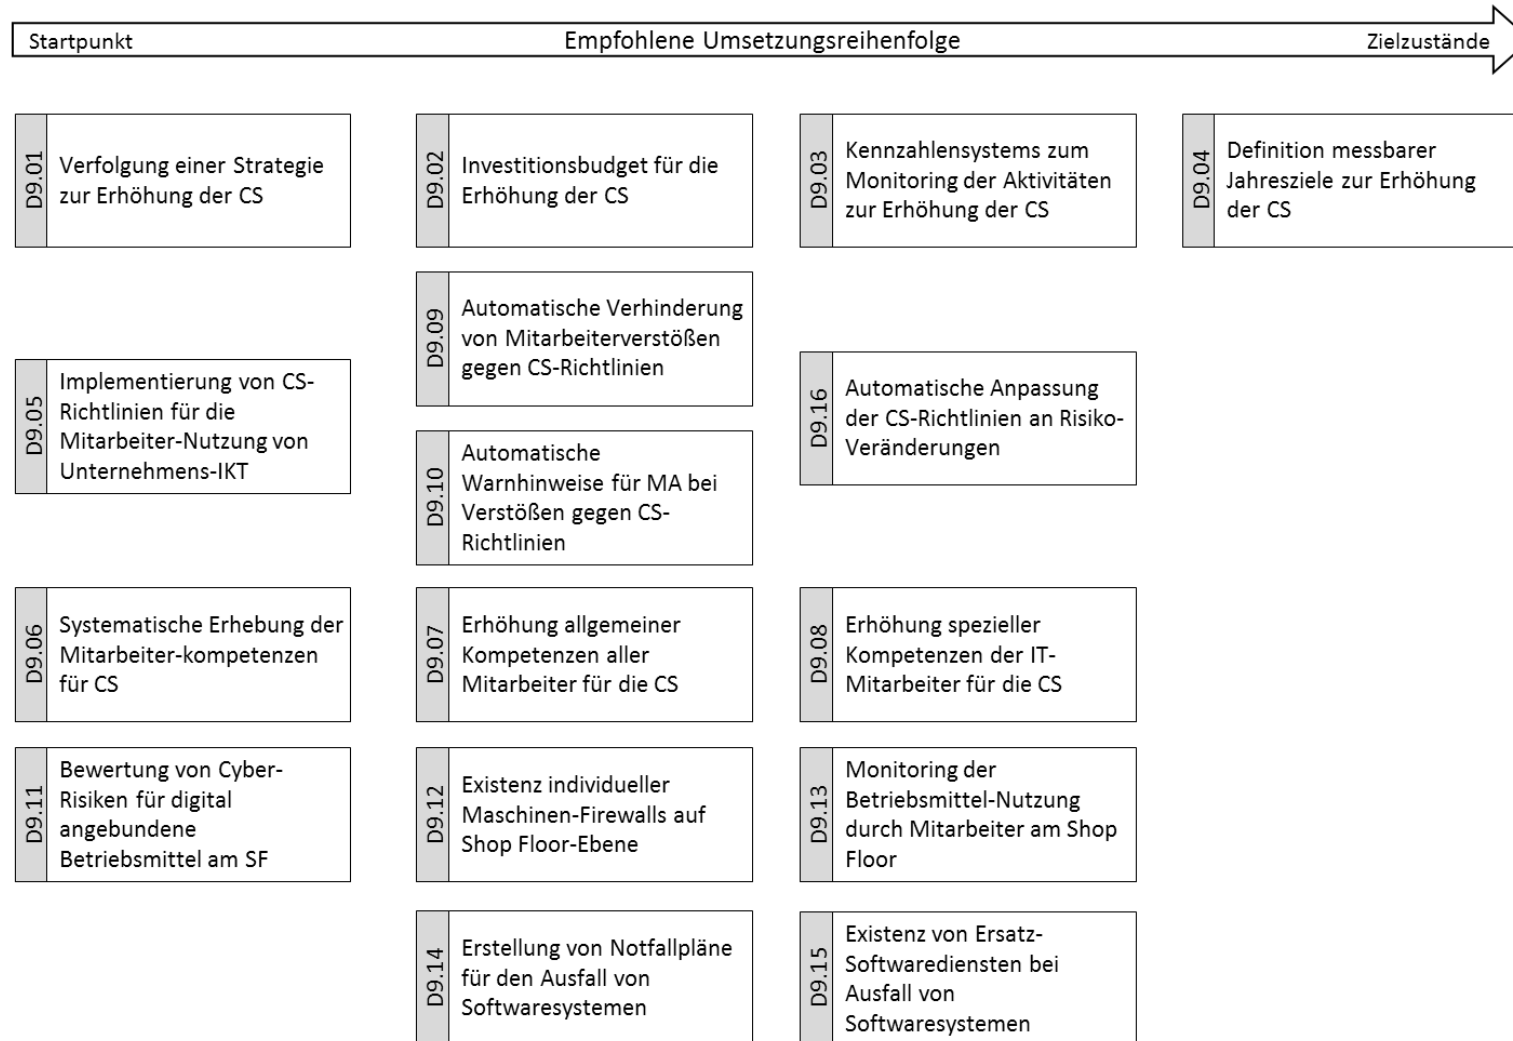 Startpunkt
Empfohlene Umsetzungsreihenfolge
Zielzustände
D9.01
Verfolgung einer Strategie
zur Erhöhung der CS
D9.02
Investitionsbudget für die
Erhöhung der CS
D9.03
Kennzahlensystems zum
Monitoring der Aktivitäten
zur Erhöhung der CS
D9.04
Definition messbarer
Jahresziele zur Erhöhung
der CS
D9.05
Implementierung von CS-
Richtlinien für die
Mitarbeiter-Nutzung von
Unternehmens-IKT
D9.09
Automatische Verhinderung
von Mitarbeiterverstößen
gegen CS-Richtlinien
D9.10
Automatische
Warnhinweise für MA bei
Verstößen gegen CS-
Richtlinien
D9.16
Automatische Anpassung
der CS-Richtlinien an Risiko-
Veränderungen
D9.06
Systematische Erhebung der
Mitarbeiter-kompetenzen
für CS
D9.07
Erhöhung allgemeiner
Kompetenzen aller
Mitarbeiter für die CS
D9.08
Erhöhung spezieller
Kompetenzen der IT-
Mitarbeiter für die CS
D9.11
Bewertung von Cyber-
Risiken für digital
angebundene
Betriebsmittel am SF
D9.12
Existenz individueller
Maschinen-Firewalls auf
Shop Floor-Ebene
D9.13
Monitoring der
Betriebsmittel-Nutzung
durch Mitarbeiter am Shop
Floor
D9.14
Erstellung von Notfallpläne
für den Ausfall von
Softwaresystemen
D9.15
Existenz von Ersatz-
Softwarediensten bei
Ausfall von
Softwaresystemen